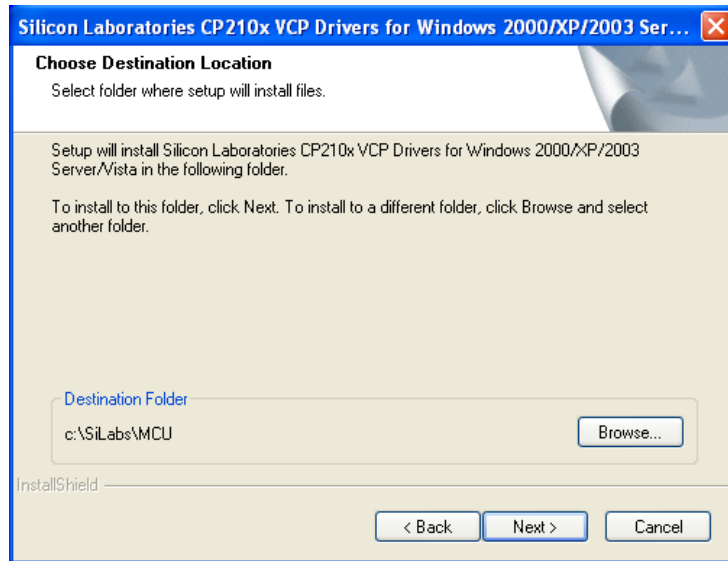 Silicon Laboratories CP210x VCP Drivers for Windows 2000/XP/2003 Ser...
Choose Destination Location
Select folder where setup will install files.
Setup will install Silicon Laboratories CP210x VCP Drivers for Windows 2000/XP/2003
Server/Vista in the following folder.
To install to this folder, click Next. To install to a different folder, click Browse and select
another folder.
Destination Folder
c:\SiLabs\MCU
Browse...
InstallShield
< Back
Next >
Cancel